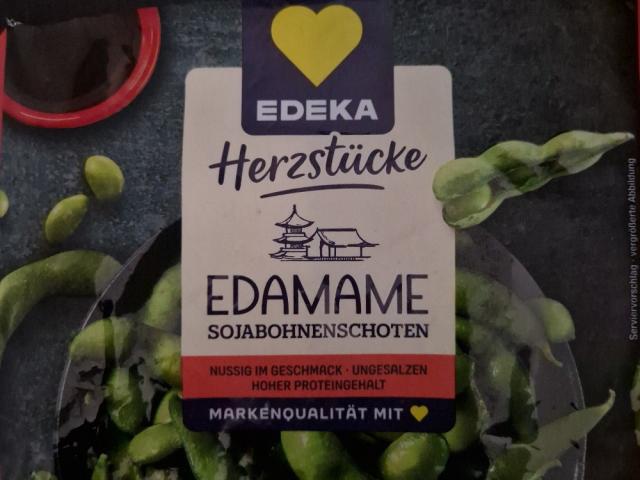 EDEKA
Herzstücke
EDAMAME
SOJABOHNENSCHOTEN
NUSSIG IM GESCHMACK · UNGESALZEN
HOHER PROTEINGEHALT
MARKENQUALITÄT MIT
Serviervorschlag · vergrößerte Abbildung